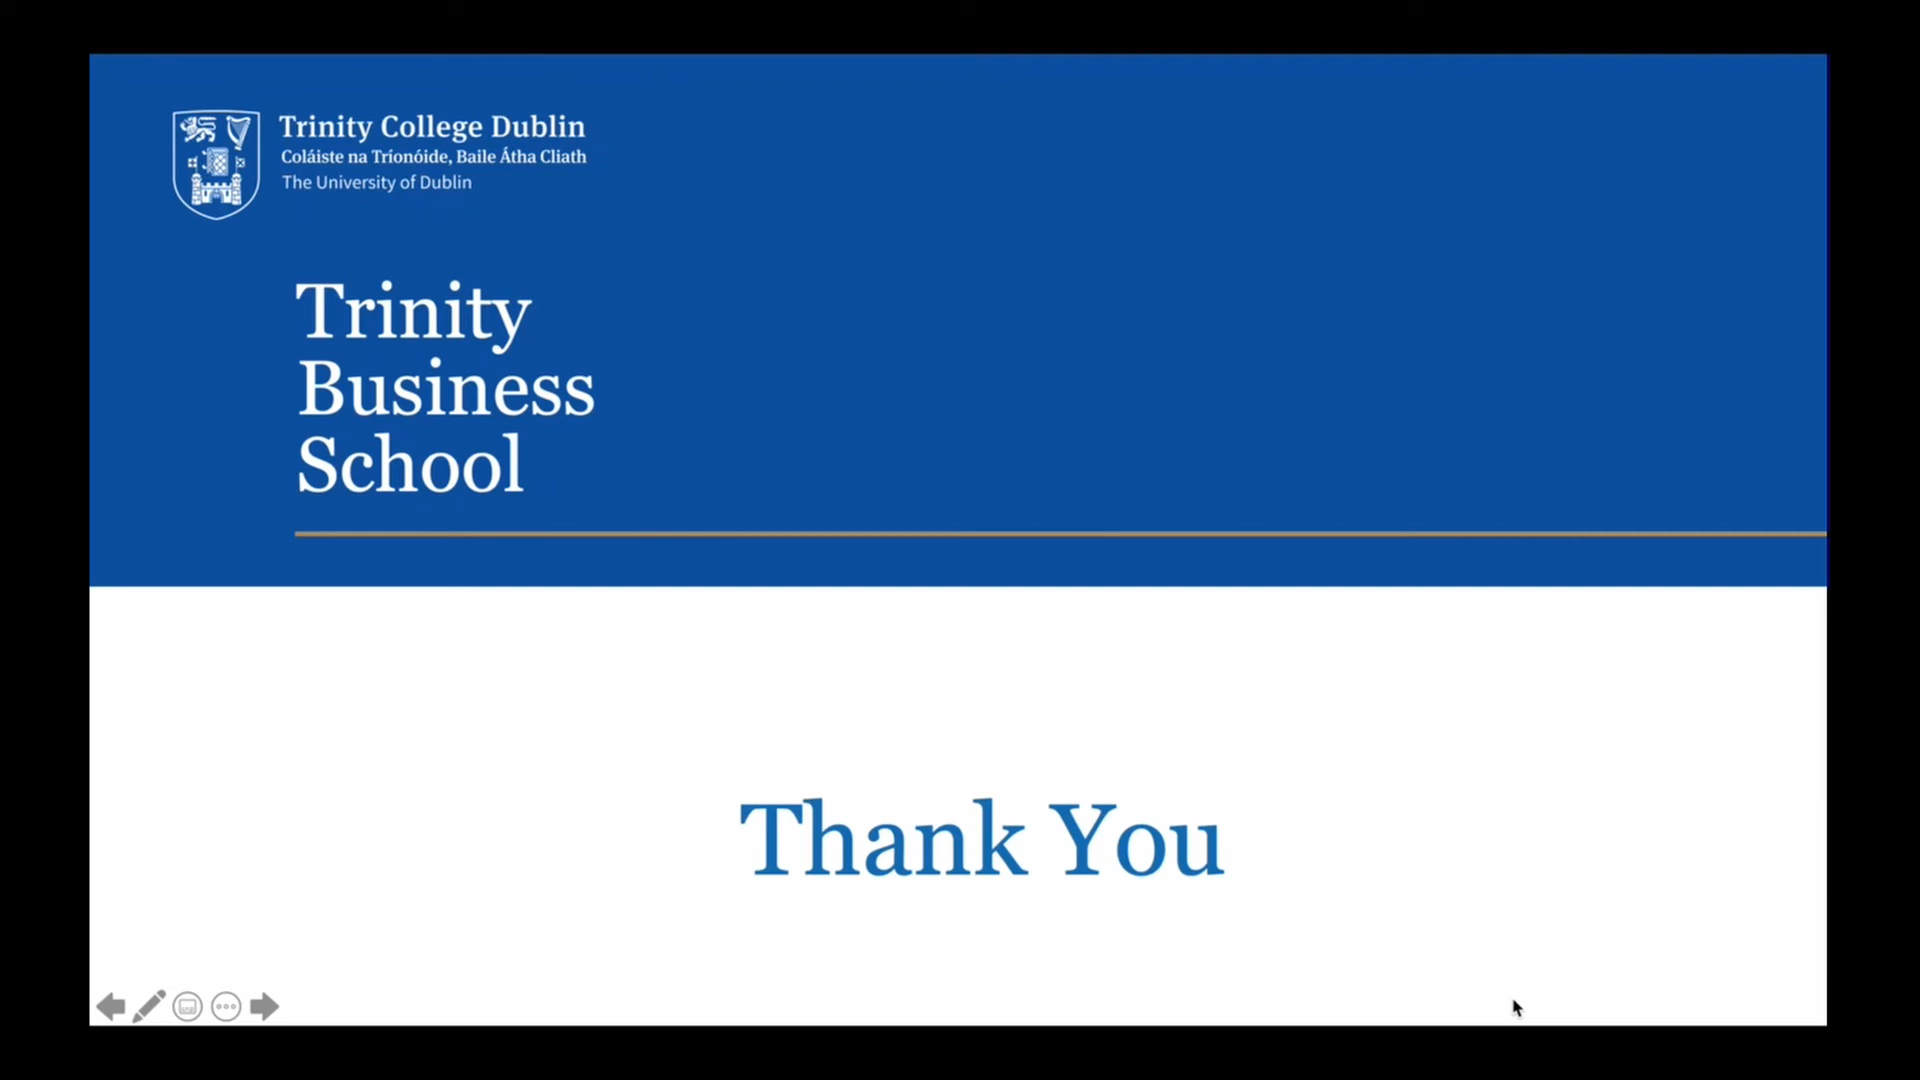 Trinity College Dublin
Coláiste na Tríonóide, Baile Átha Cliath
The University of Dublin
Trinity
Business
School
Thank You